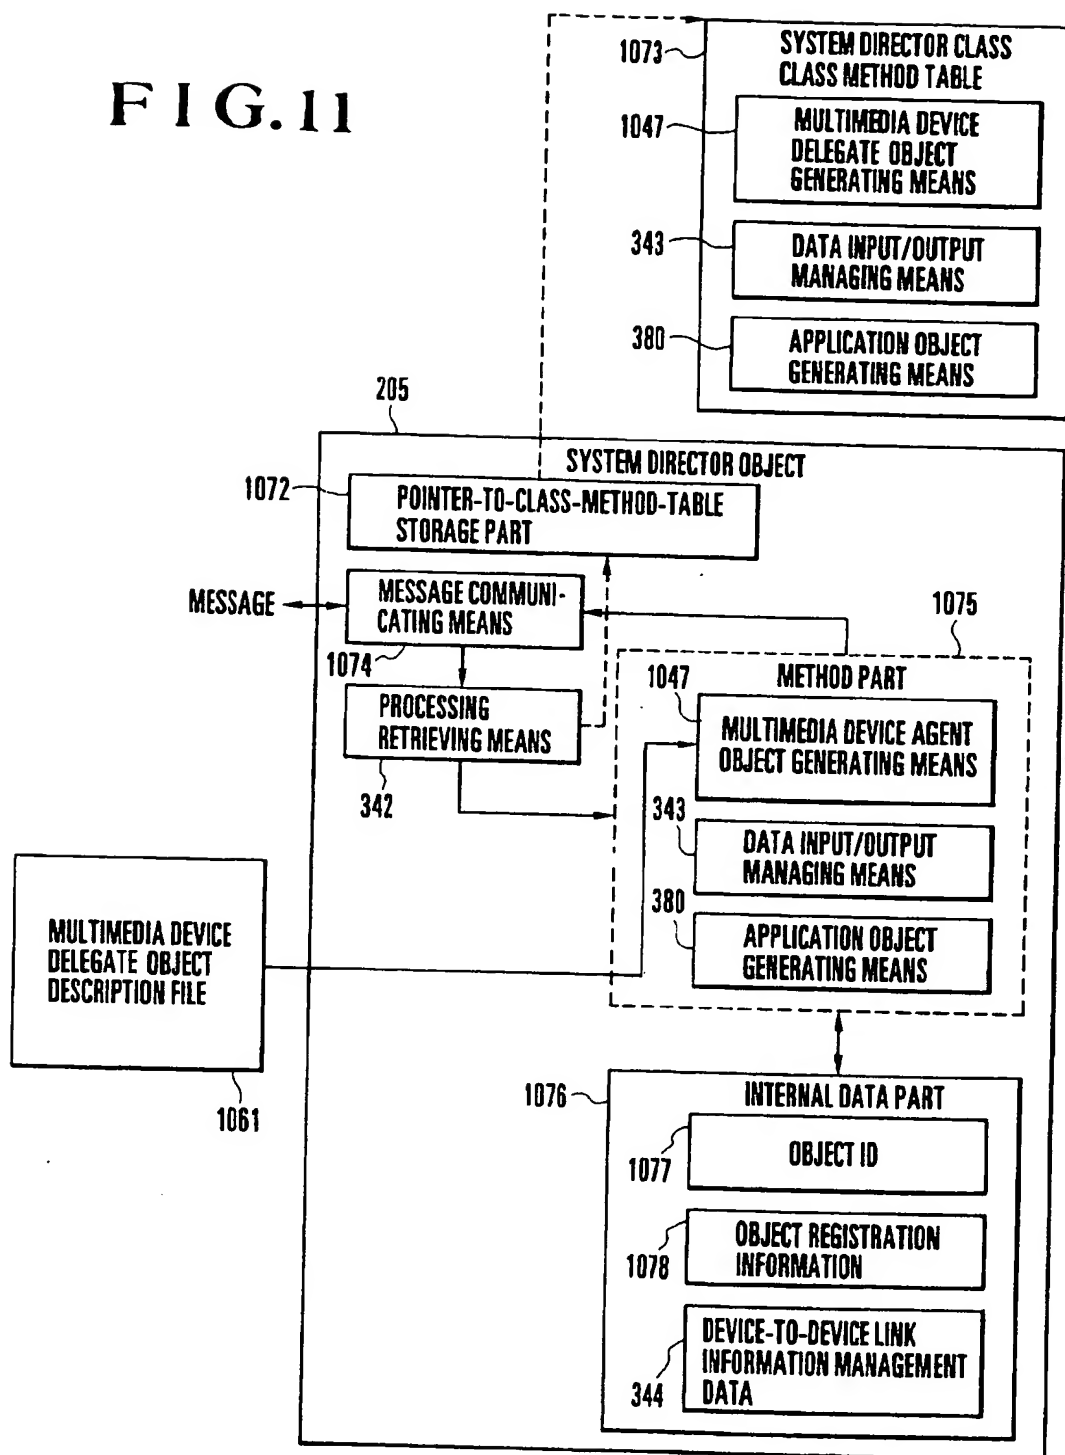 FIG.11
1073
SYSTEM DIRECTOR CLASS
CLASS METHOD TABLE
1047
MULTIMEDIA DEVICE
DELEGATE OBJECT
GENERATING MEANS
343
DATA INPUT/OUTPUT
MANAGING MEANS
380
APPLICATION OBJECT
GENERATING MEANS
205
SYSTEM DIRECTOR OBJECT
1072
POINTER-TO-CLASS-METHOD-TABLE
STORAGE PART
MESSAGE
MESSAGE COMMUNI-
CATING MEANS
1074
1075
METHOD PART
PROCESSING
RETRIEVING MEANS
342
1047
MULTIMEDIA DEVICE AGENT
OBJECT GENERATING MEANS
343
DATA INPUT/OUTPUT
MANAGING MEANS
380
APPLICATION OBJECT
GENERATING MEANS
MULTIMEDIA DEVICE
DELEGATE OBJECT
DESCRIPTION FILE
1061
1076
INTERNAL DATA PART
1077
OBJECT ID
1078
OBJECT REGISTRATION
INFORMATION
344
DEVICE-TO-DEVICE LINK
INFORMATION MANAGEMENT
DATA